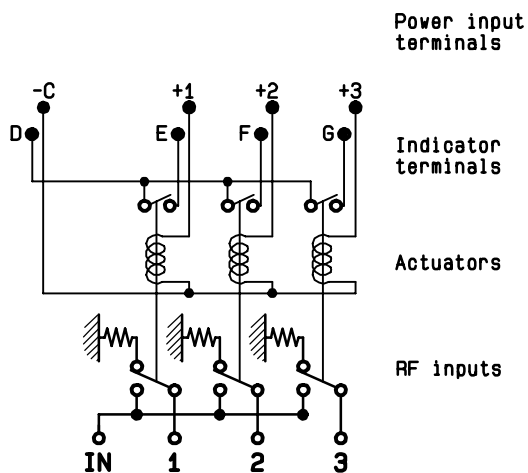 Power input
terminals
-C +1 +2 +3
D E F G
Indicator
terminals
Actuators
RF inputs
IN 1 2 3